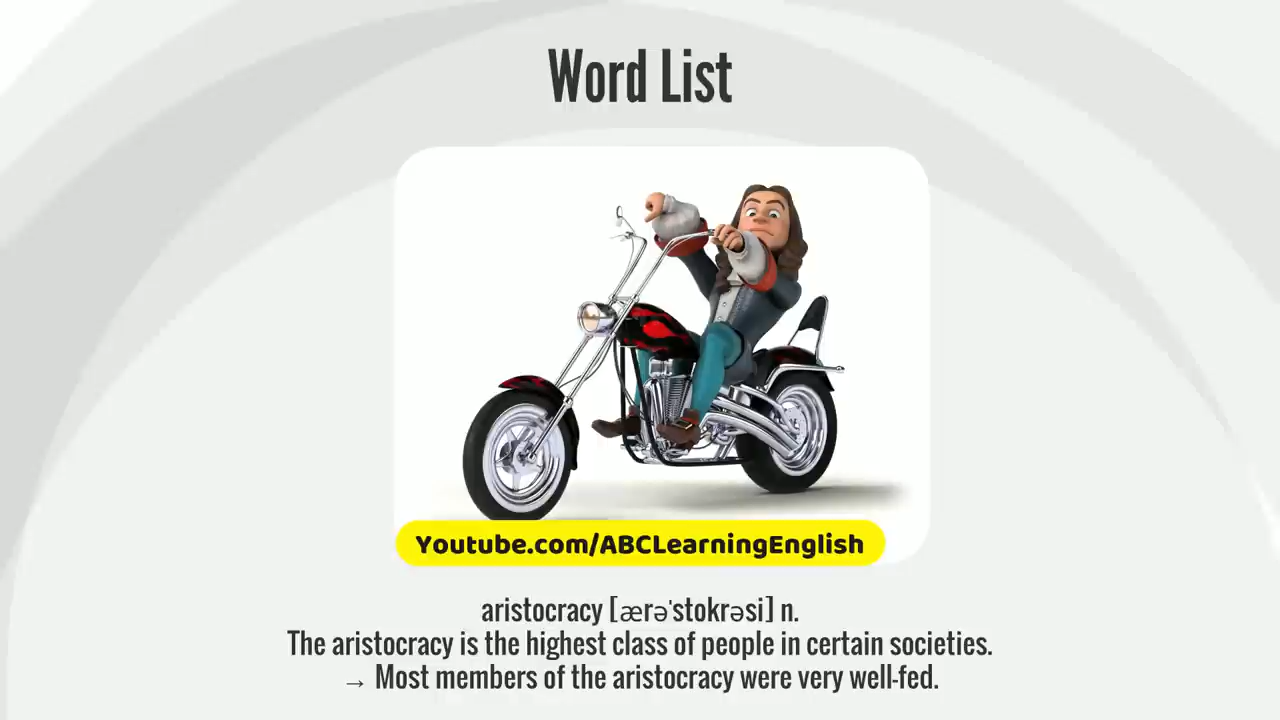 Word List
Youtube.com/ABCLearningEnglish
aristocracy [ærəˈstokrəsi] n.
The aristocracy is the highest class of people in certain societies.
→ Most members of the aristocracy were very well-fed.